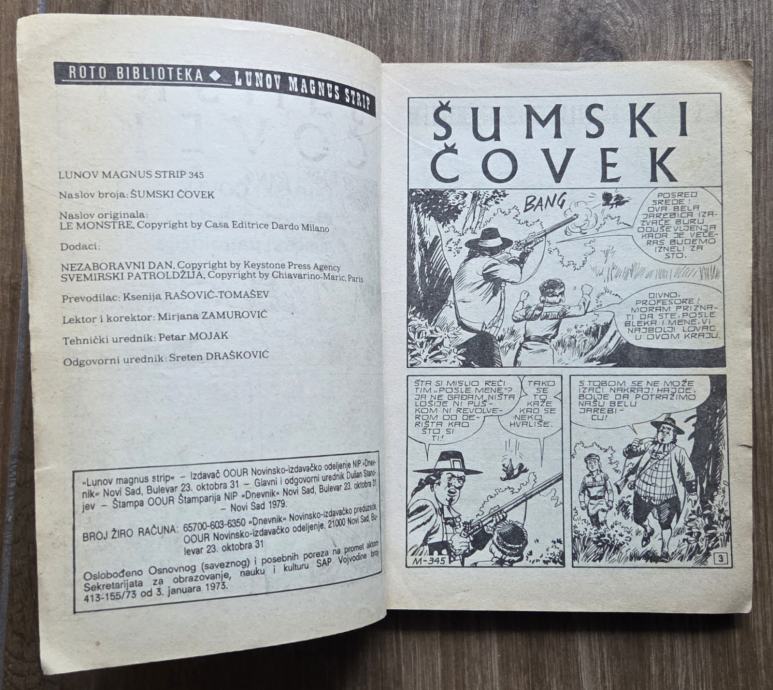 ROTO BIBLIOTEKA ◆ LUNOV MAGNUS STRIP
LUNOV MAGNUS STRIP 345
Naslov broja: ŠUMSKI ČOVEK
Naslov originala:
LE MONSTRE, Copyright by Casa Editrice Dardo Milano
Dodaci:
NEZABORAVNI DAN, Copyright by Keystone Press Agency
SVEMIRSKI PATROLDŽIJA, Copyright by Chiavarino-Maric, Paris
Prevodilac: Ksenija RAŠOVIĆ-TOMAŠEV
Lektor i korektor: Mirjana ZAMUROVIĆ
Tehnički urednik: Petar MOJAK
Odgovorni urednik: Sreten DRAŠKOVIĆ
»Lunov magnus strip« – Izdavač OOUR Novinsko-izdavačko odeljenje NIP »Dnev-
nik« Novi Sad, Bulevar 23. oktobra 31 – Glavni i odgovorni urednik Dušan Stano-
jev – Štampa OOUR Štamparija NIP »Dnevnik« Novi Sad, Bulevar 23. oktobra 31
– Novi Sad 1979.
BROJ ŽIRO RAČUNA: 65700-603-6350 »Dnevnik« Novinsko-izdavačko preduzeće,
OOUR Novinsko-izdavačko odeljenje, 21000 Novi Sad, Bu-
levar 23. oktobra 31
Oslobođeno Osnovnog (saveznog) i posebnih poreza na promet aktom
Sekretarijata za obrazovanje, nauku i kulturu SAP Vojvodine broj
413-155/73 od 3. januara 1973.
ŠUMSKI
ČOVEK
BANG
POSRED
SREDE!
OVA BELA
JAREBICA IZA-
ZVAĆE BURU
ODUŠEVLJENJA
KADA JE VEČE-
RAS BUDEMO
IZNELI ZA
STO.
DIVNO,
PROFESORE!
MORAM PRIZNA-
TI DA STE, POSLE
BLEKA I MENE, VI
NAJBOLJI LOVAC
U OVOM KRAJU.
ŠTA SI MISLIO REĆI
TIM „POSLE MENE"?
JA NE GAĐAM NIŠTA
LOŠIJE NI PUŠ-
KOM NI REVOLVE-
ROM OD DE-
RIŠTA KAO
ŠTO SI
TI!
TAKO
SE
TO
KAŽE
KAD SE
NEKO
HVALIŠE.
S TOBOM SE NE MOŽE
IZAĆI NAKRAJ! HAJDE,
BOLJE DA POTRAŽIMO
NAŠU BELU
JAREBI-
CU!
M-345
3